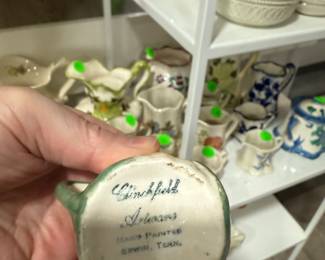 Clinchfield
Artware
HAND PAINTED
ERWIN, TENN.